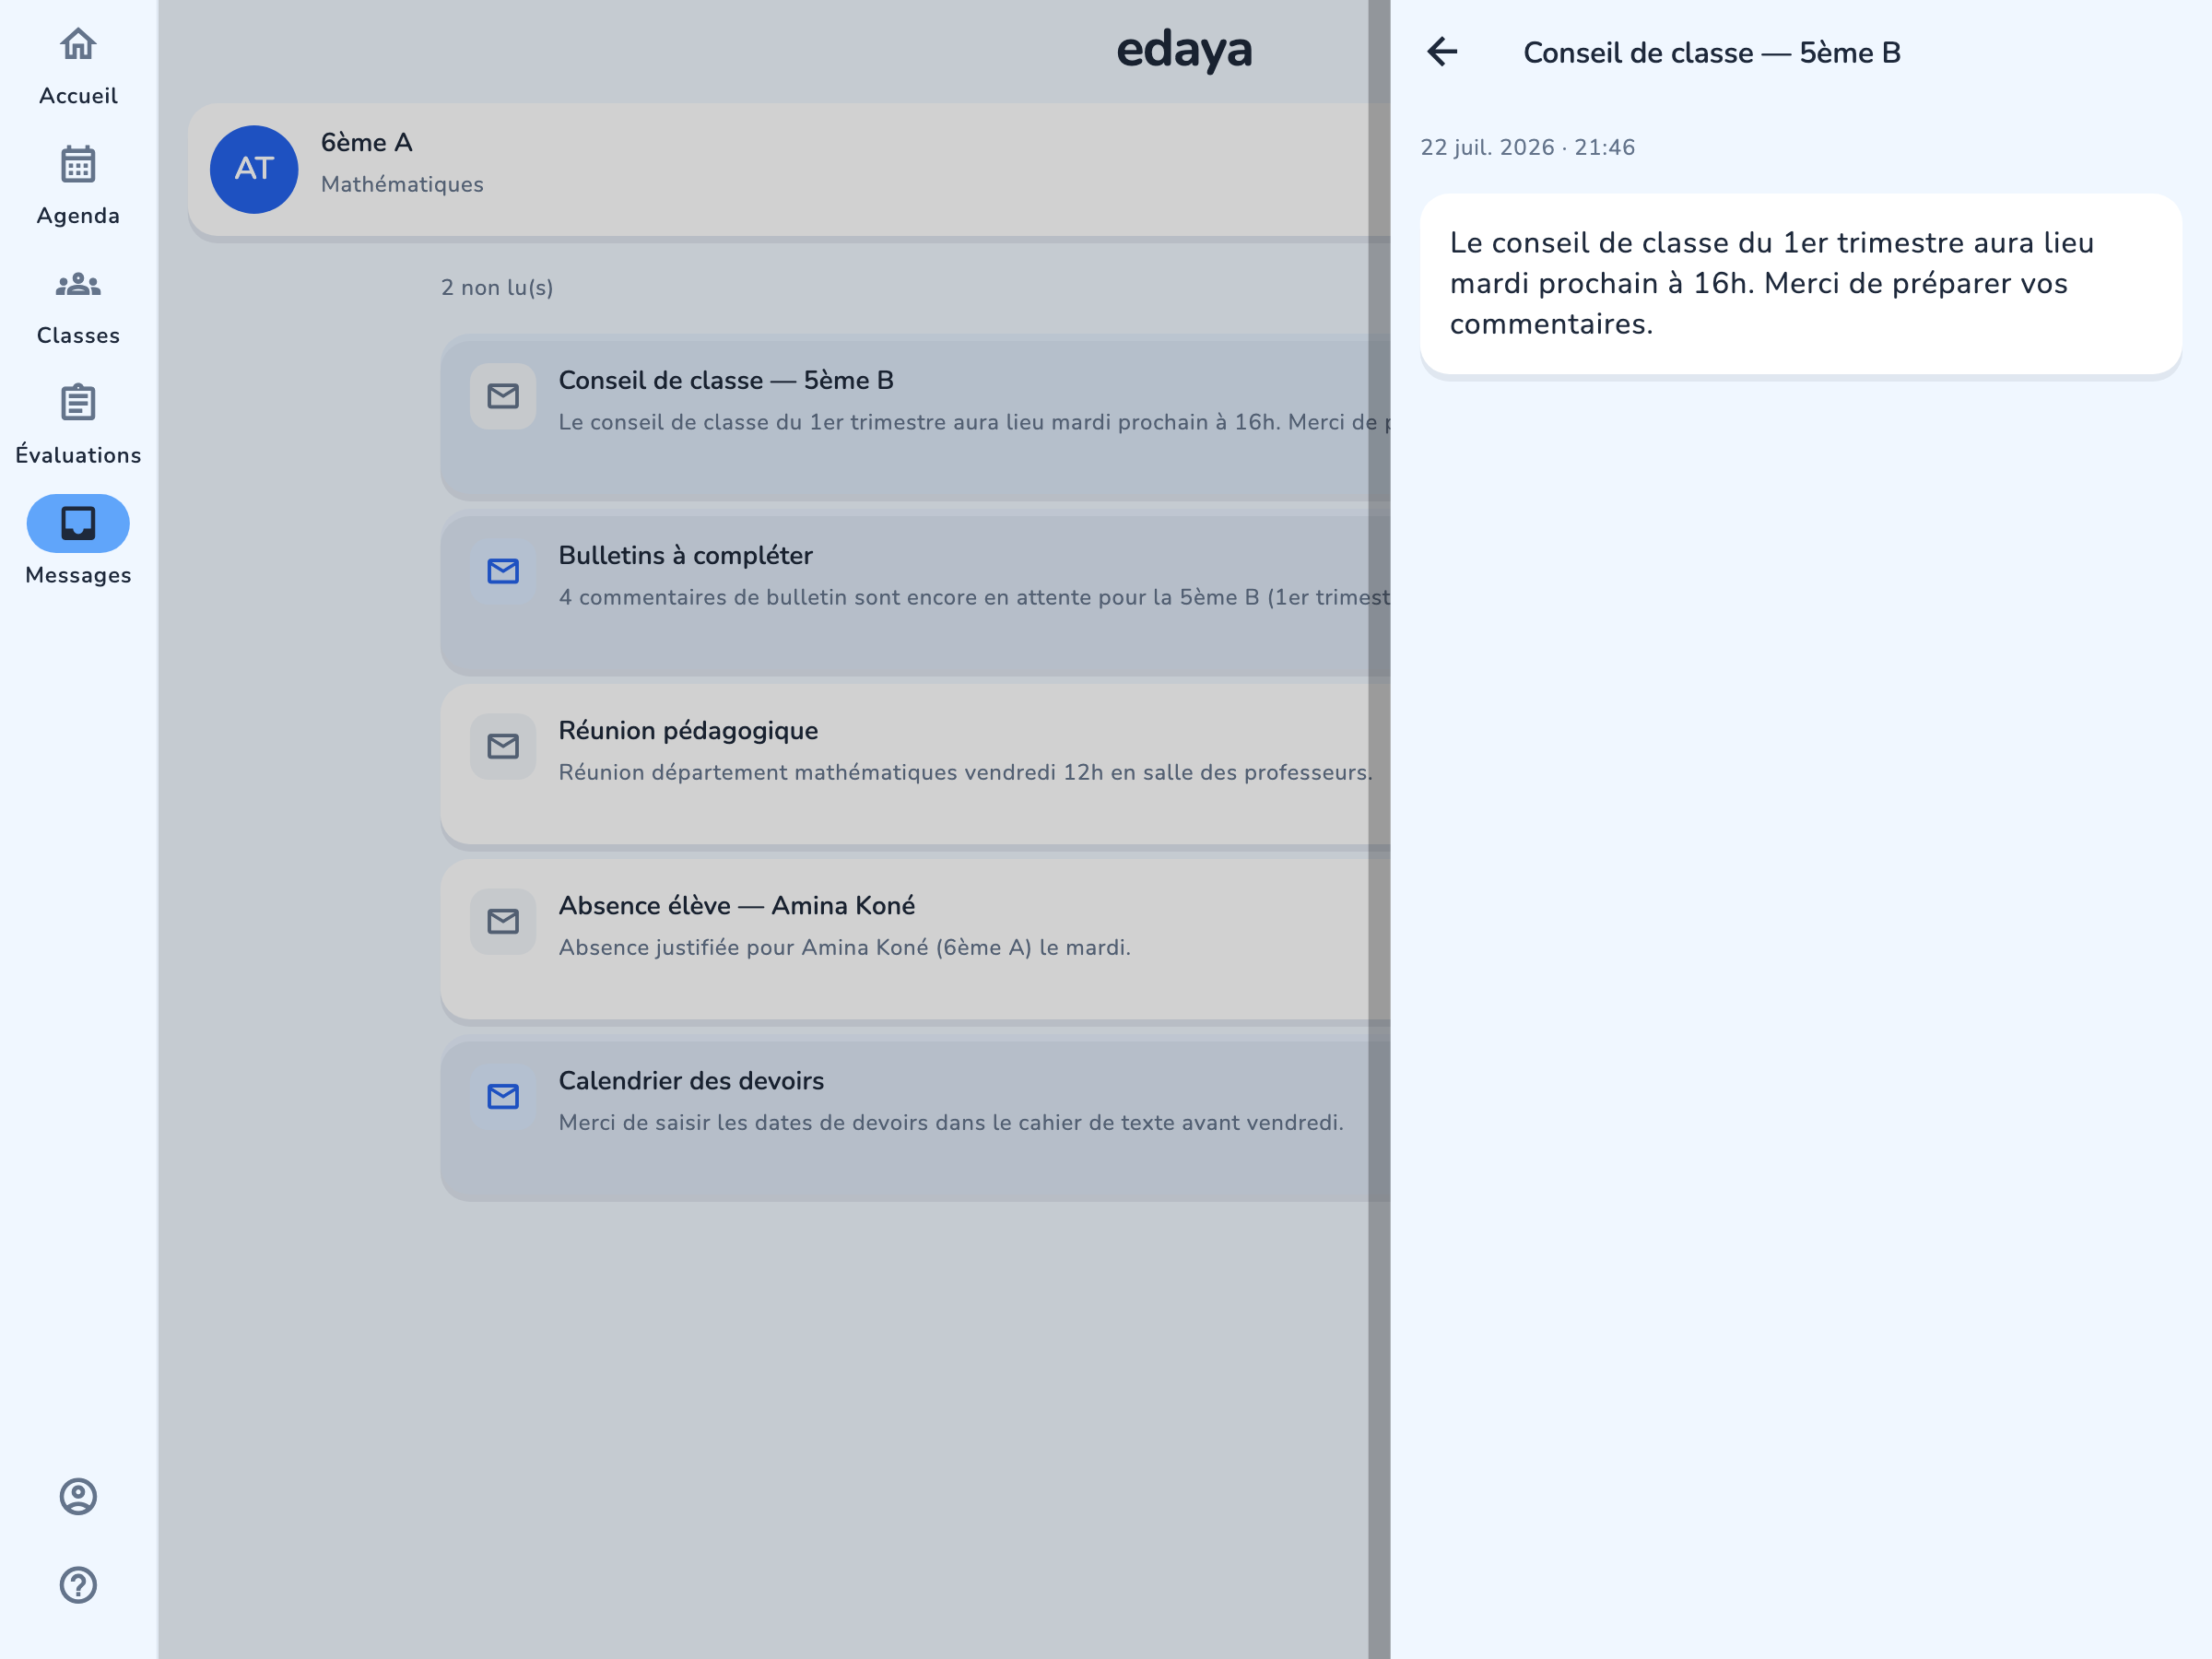 Accueil
Agenda
Classes
Évaluations
Messages
edaya
AT
6ème A
Mathématiques
2 non lu(s)
Conseil de classe — 5ème B
Le conseil de classe du 1er trimestre aura lieu mardi prochain à 16h. Merci de
Bulletins à compléter
4 commentaires de bulletin sont encore en attente pour la 5ème B (1er trimest
Réunion pédagogique
Réunion département mathématiques vendredi 12h en salle des professeurs.
Absence élève — Amina Koné
Absence justifiée pour Amina Koné (6ème A) le mardi.
Calendrier des devoirs
Merci de saisir les dates de devoirs dans le cahier de texte avant vendredi.
Conseil de classe — 5ème B
22 juil. 2026 · 21:46
Le conseil de classe du 1er trimestre aura lieu
mardi prochain à 16h. Merci de préparer vos
commentaires.